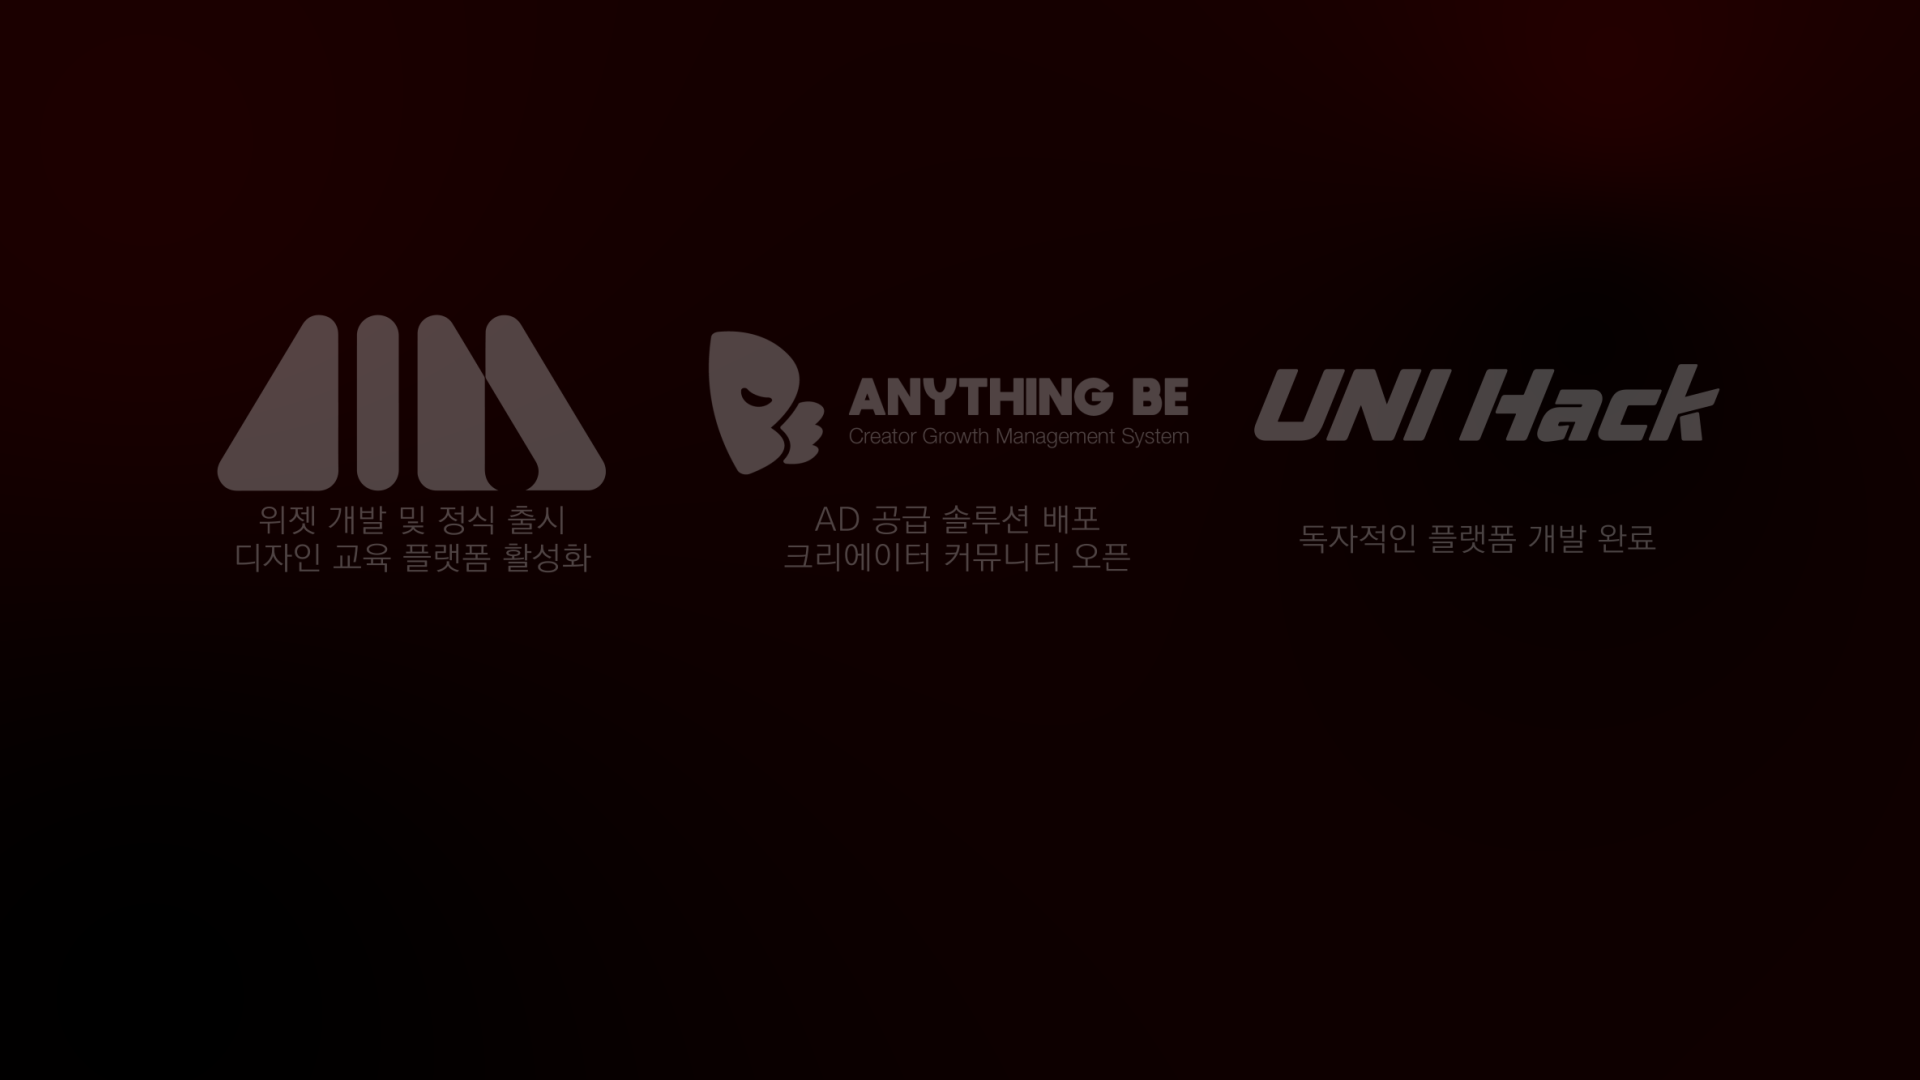 위젯 개발 및 정식 출시
디자인 교육 플랫폼 활성화
ANYTHING BE
Creator Growth Management System
AD 공급 솔루션 배포
크리에이터 커뮤니티 오픈
UNI Hack
독자적인 플랫폼 개발 완료